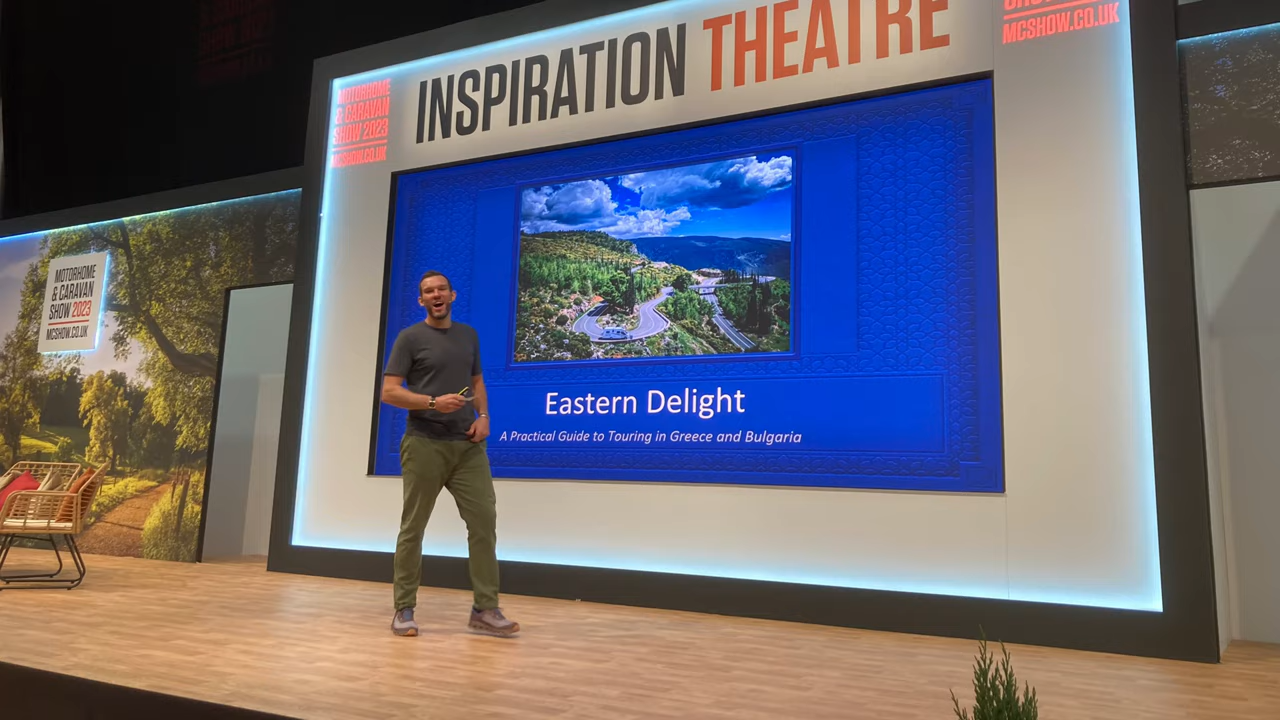 INSPIRATION THEATRE
MOTORHOME
& CARAVAN
SHOW 2023
MCSHOW.CO.UK
MCSHOW.CO.UK
MOTORHOME
& CARAVAN
SHOW 2023
MCSHOW.CO.UK
Eastern Delight
A Practical Guide to Touring in Greece and Bulgaria